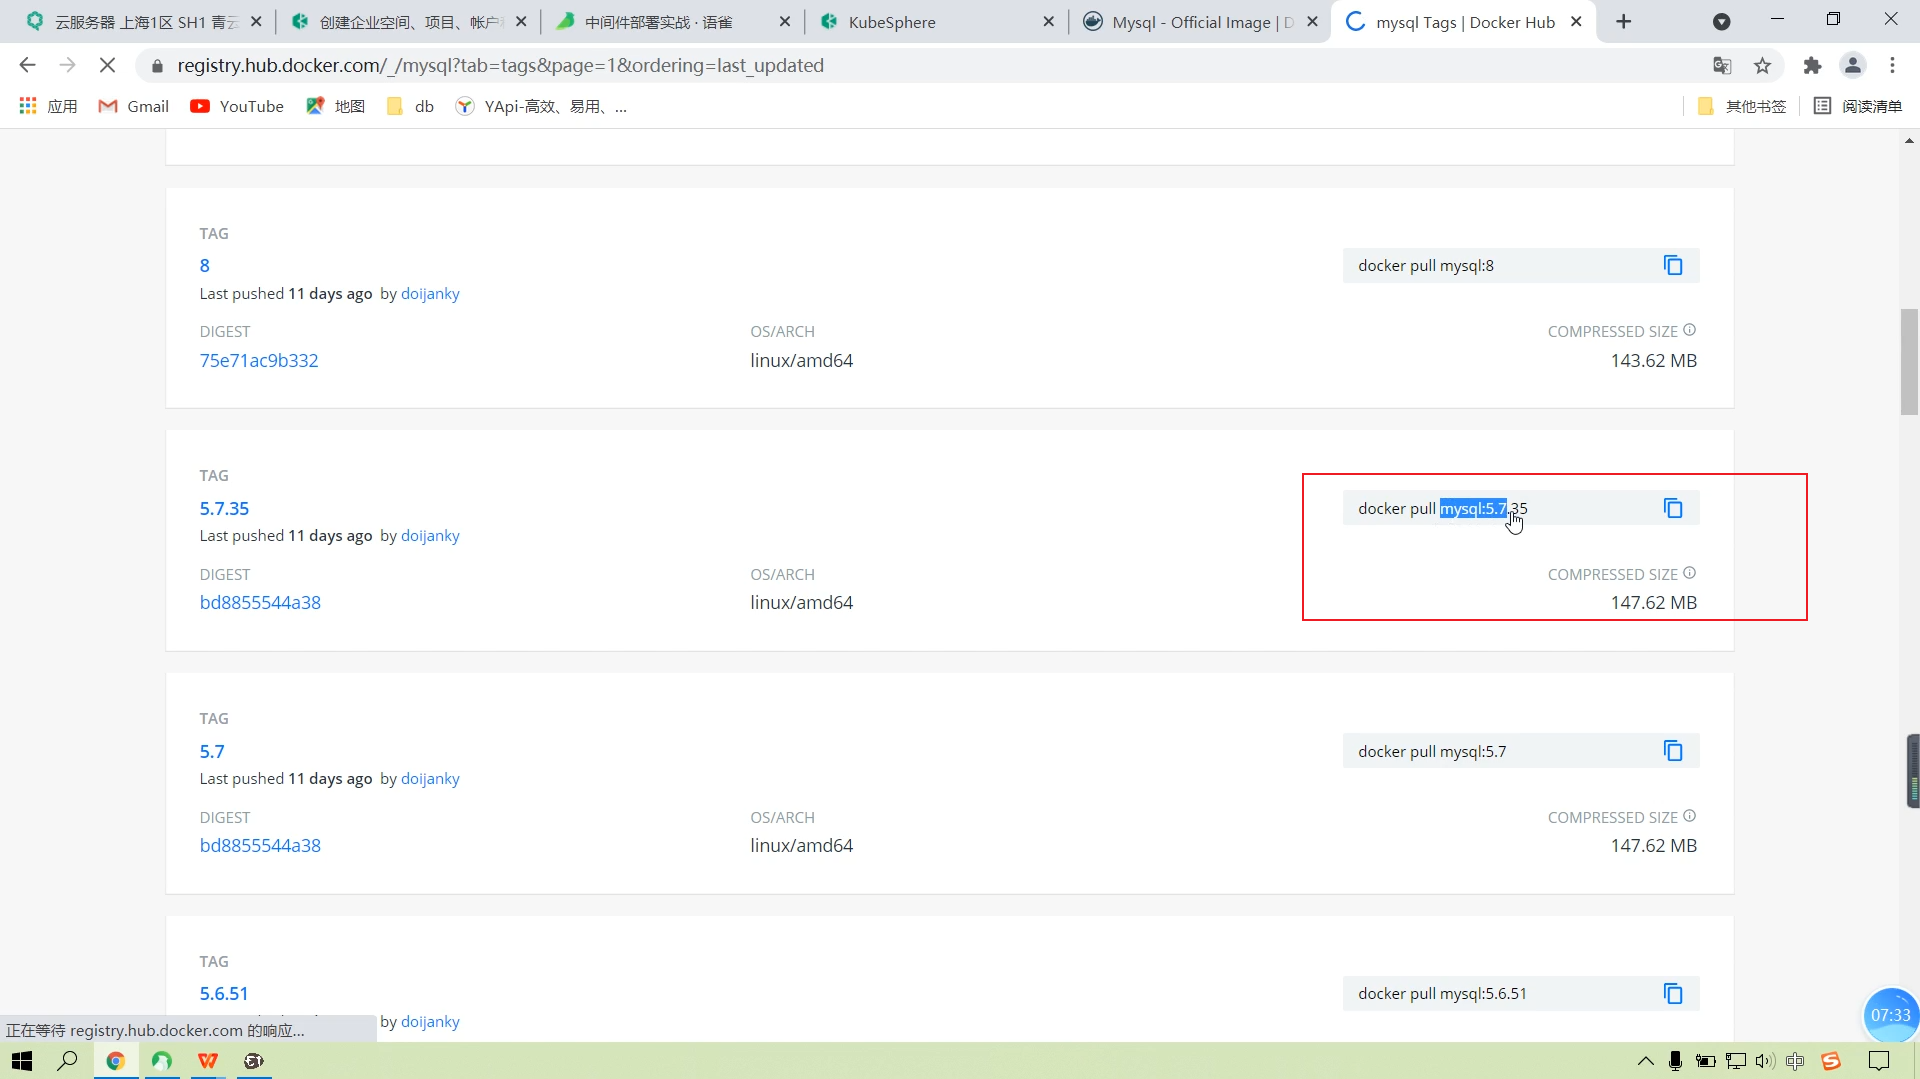 云服务器 上海1区 SH1 青云
创建企业空间、项目、帐户
中间件部署实战 · 语雀
KubeSphere
Mysql - Official Image | D
mysql Tags | Docker Hub
registry.hub.docker.com/_/mysql?tab=tags&page=1&ordering=last_updated
应用
Gmail
YouTube
地图
db
YApi-高效、易用、...
其他书签
阅读清单
TAG
8
docker pull mysql:8
Last pushed 11 days ago by doijanky
DIGEST
OS/ARCH
COMPRESSED SIZE
75e71ac9b332
linux/amd64
143.62 MB
TAG
5.7.35
docker pull mysql:5.7.35
Last pushed 11 days ago by doijanky
DIGEST
OS/ARCH
COMPRESSED SIZE
bd8855544a38
linux/amd64
147.62 MB
TAG
5.7
docker pull mysql:5.7
Last pushed 11 days ago by doijanky
DIGEST
OS/ARCH
COMPRESSED SIZE
bd8855544a38
linux/amd64
147.62 MB
TAG
5.6.51
docker pull mysql:5.6.51
by doijanky
正在等待 registry.hub.docker.com 的响应...
07:33
中